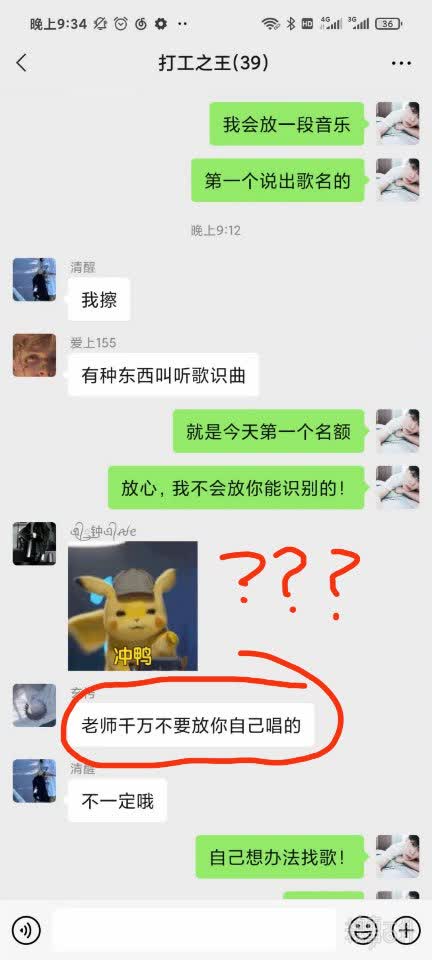 晚上9:34
HD
4G
3G
36
打工之王(39)
我会放一段音乐
第一个说出歌名的
晚上9:12
清醒
我擦
爱上155
有种东西叫听歌识曲
就是今天第一个名额
放心，我不会放你能识别的！
钟
冲鸭
???
老师千万不要放你自己唱的
清醒
不一定哦
自己想办法找歌！